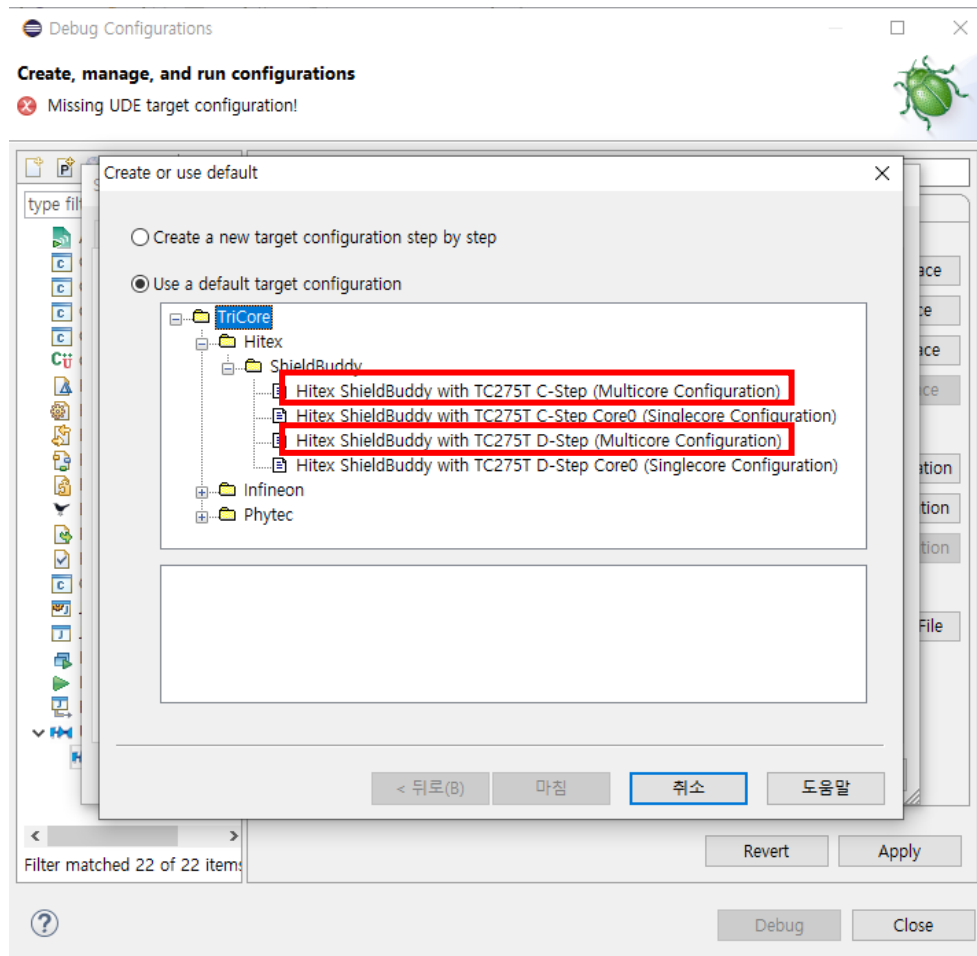 Debug Configurations
Create, manage, and run configurations
Missing UDE target configuration!
Create or use default
type filt
Create a new target configuration step by step
Use a default target configuration
TriCore
Hitex
ShieldBuddy
Hitex ShieldBuddy with TC275T C-Step (Multicore Configuration)
Hitex ShieldBuddy with TC275T C-Step Core0 (Singlecore Configuration)
Hitex ShieldBuddy with TC275T D-Step (Multicore Configuration)
Hitex ShieldBuddy with TC275T D-Step Core0 (Singlecore Configuration)
Infineon
Phytec
File
< 뒤로(B) 마침 취소 도움말
Filter matched 22 of 22 items
Revert Apply
Debug Close